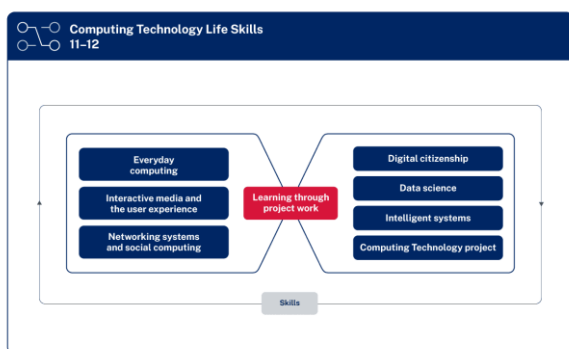 Computing Technology Life Skills
11–12
Everyday
computing
Interactive media and
the user experience
Networking systems
and social computing
Learning through
project work
Digital citizenship
Data science
Intelligent systems
Computing Technology project
Skills